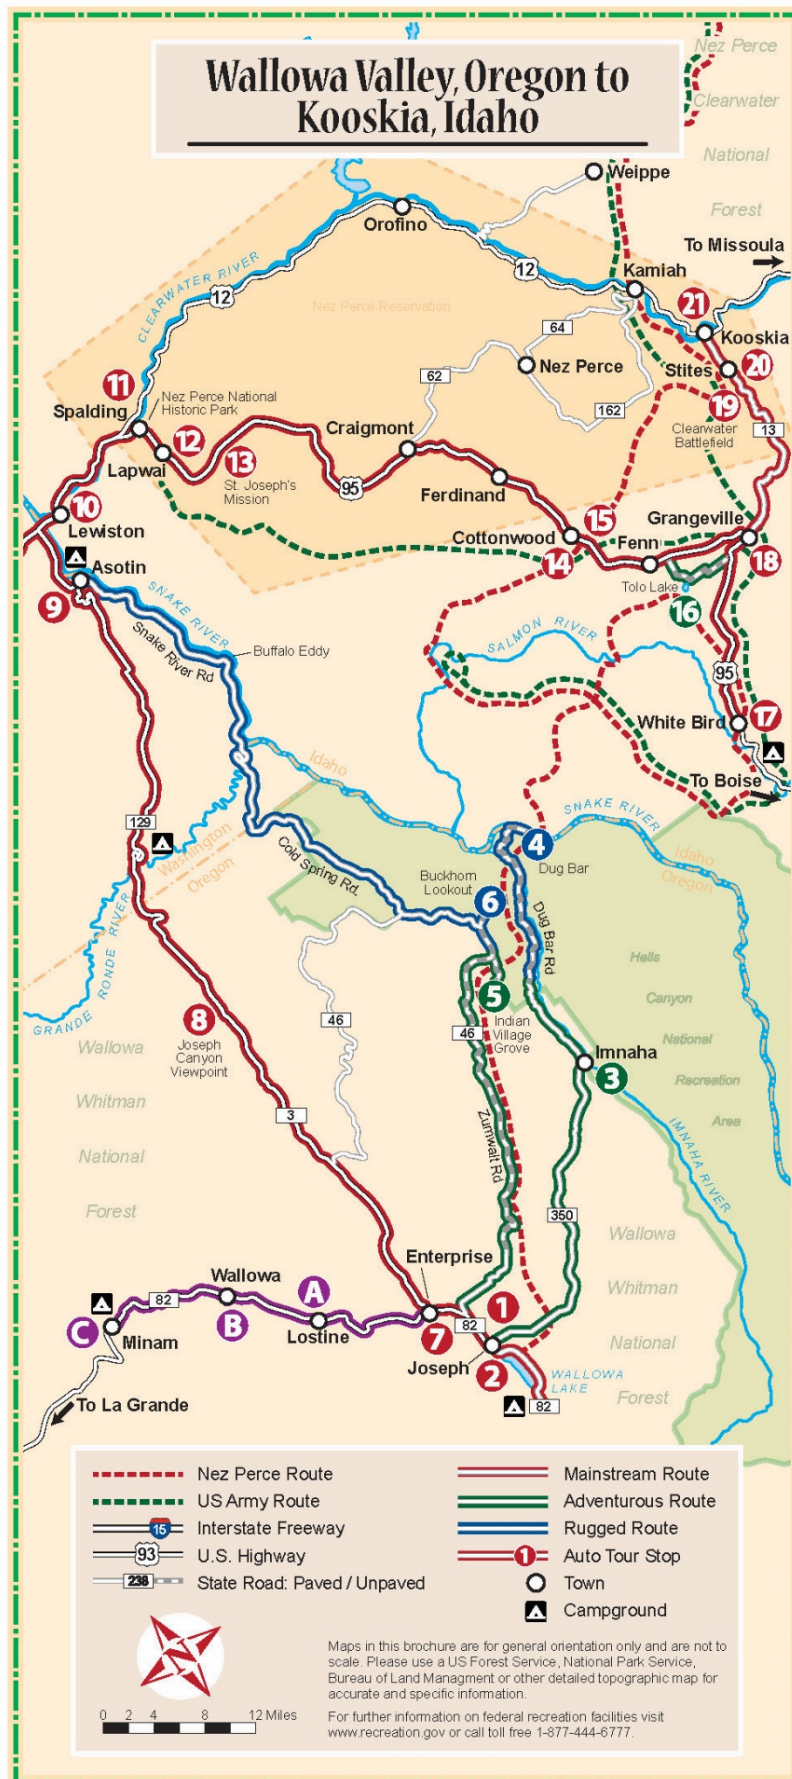 Wallowa Valley, Oregon to
Kooskia, Idaho
Nez Perce
Clearwater
National
Forest
Weippe
Orofino
To Missoula
CLEARWATER RIVER
12
12
Kamiah
Nez Perce Reservation
21
Kooskia
64
Nez Perce
Stites
20
11
62
162
19
Spalding
Nez Perce National
Historic Park
Clearwater
Battlefield
13
12
Craigmont
Lapwai
13
St. Joseph's
Mission
95
Ferdinand
10
Lewiston
15
Grangeville
Cottonwood
Fenn
14
18
Asotin
9
Tolo Lake
16
SNAKE RIVER
Snake River Rd
Buffalo Eddy
SALMON RIVER
95
White Bird
17
To Boise
Idaho
129
Washington
Oregon
Cold Spring Rd.
SNAKE RIVER
4
Dug Bar
Idaho
Oregon
Buckhorn
Lookout
6
Dug Bar Rd
GRANDE RONDE RIVER
Hells
Canyon
National
Recreation
Area
5
Indian
Village
Grove
8
Joseph
Canyon
Viewpoint
46
46
Wallowa
Whitman
National
Forest
Imnaha
3
3
Zumwalt Rd
IMNAHA RIVER
350
Wallowa
Whitman
National
Forest
Enterprise
Wallowa
A
82
B
Lostine
C
Minam
7
82
1
Joseph
2
WALLOWA
LAKE
82
To La Grande
Nez Perce Route
US Army Route
15
Interstate Freeway
93
U.S. Highway
238
State Road: Paved / Unpaved
Mainstream Route
Adventurous Route
Rugged Route
1
Auto Tour Stop
Town
Campground
Maps in this brochure are for general orientation only and are not to
scale. Please use a US Forest Service, National Park Service,
Bureau of Land Managment or other detailed topographic map for
accurate and specific information.
For further information on federal recreation facilities visit
www.recreation.gov or call toll free 1-877-444-6777.
0 2 4 8 12 Miles